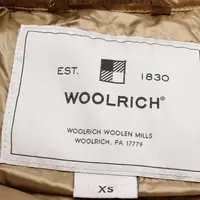 EST. 1830
WOOLRICH®
WOOLRICH WOOLEN MILLS
WOOLRICH, PA 17779
XS